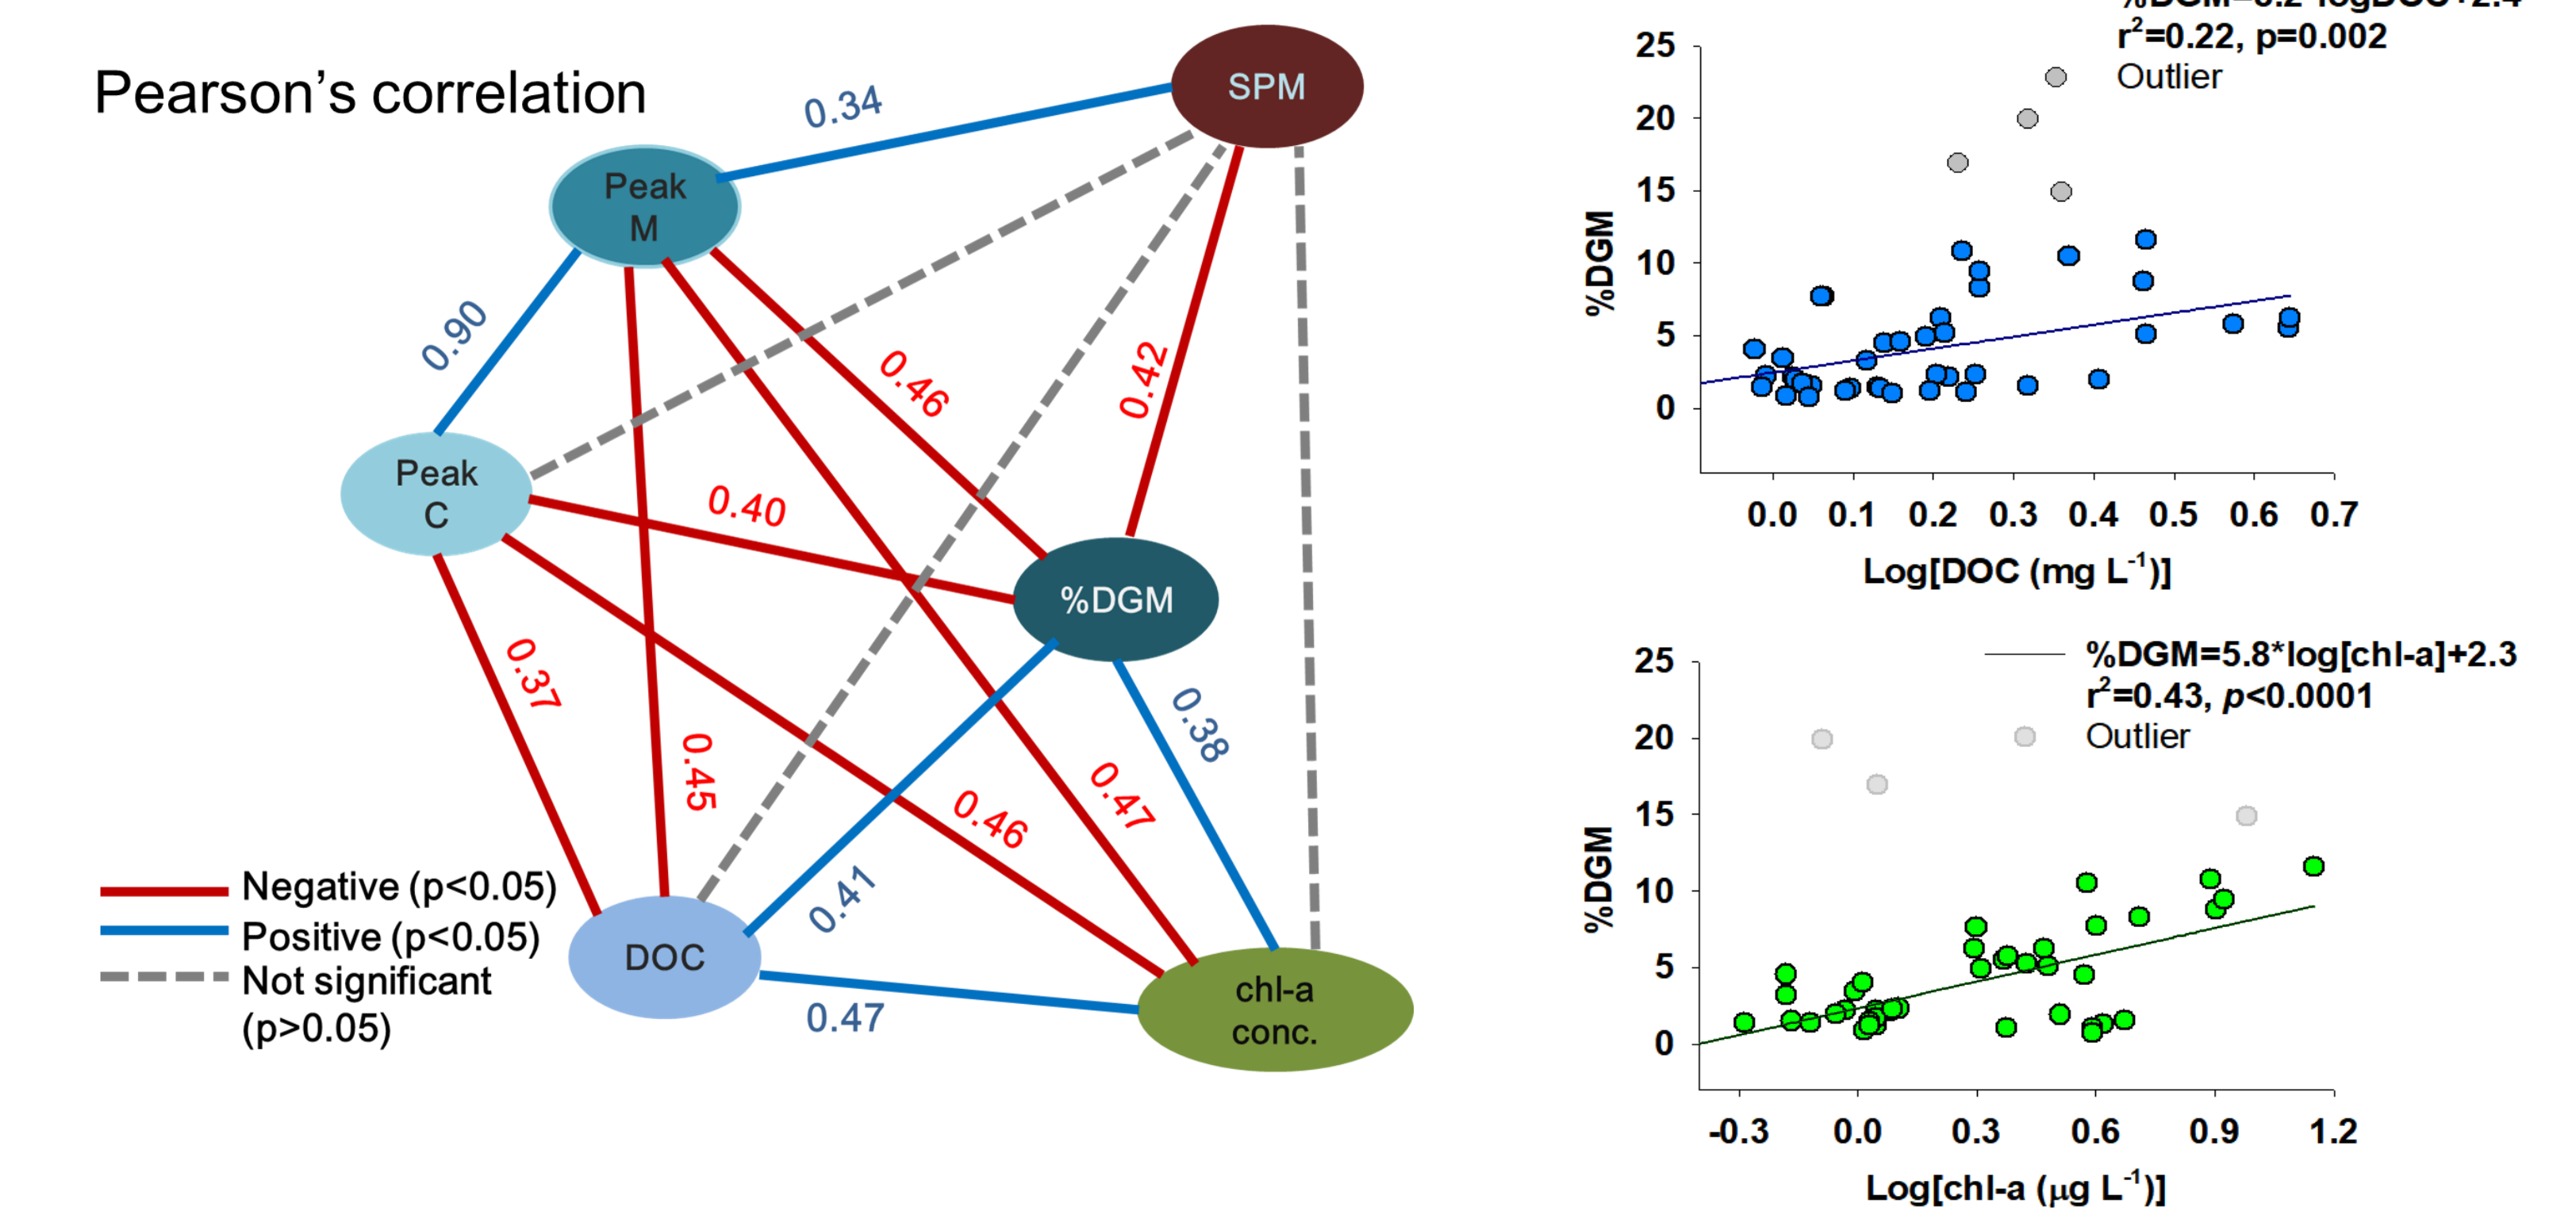 Pearson's correlation
SPM
0.34
Peak
M
0.90
0.46
0.42
Peak
C
0.40
%DGM
0.37
0.45
0.38
0.47
0.46
0.41
DOC
0.47
chl-a
conc.
Negative (p<0.05)
Positive (p<0.05)
Not significant
(p>0.05)
r²=0.22, p=0.002
Outlier
25
20
15
10
5
0
%DGM
0.0 0.1 0.2 0.3 0.4 0.5 0.6 0.7
Log[DOC (mg L⁻¹)]
%DGM=5.8*log[chl-a]+2.3
r²=0.43, p<0.0001
Outlier
25
20
15
10
5
0
%DGM
-0.3 0.0 0.3 0.6 0.9 1.2
Log[chl-a (µg L⁻¹)]